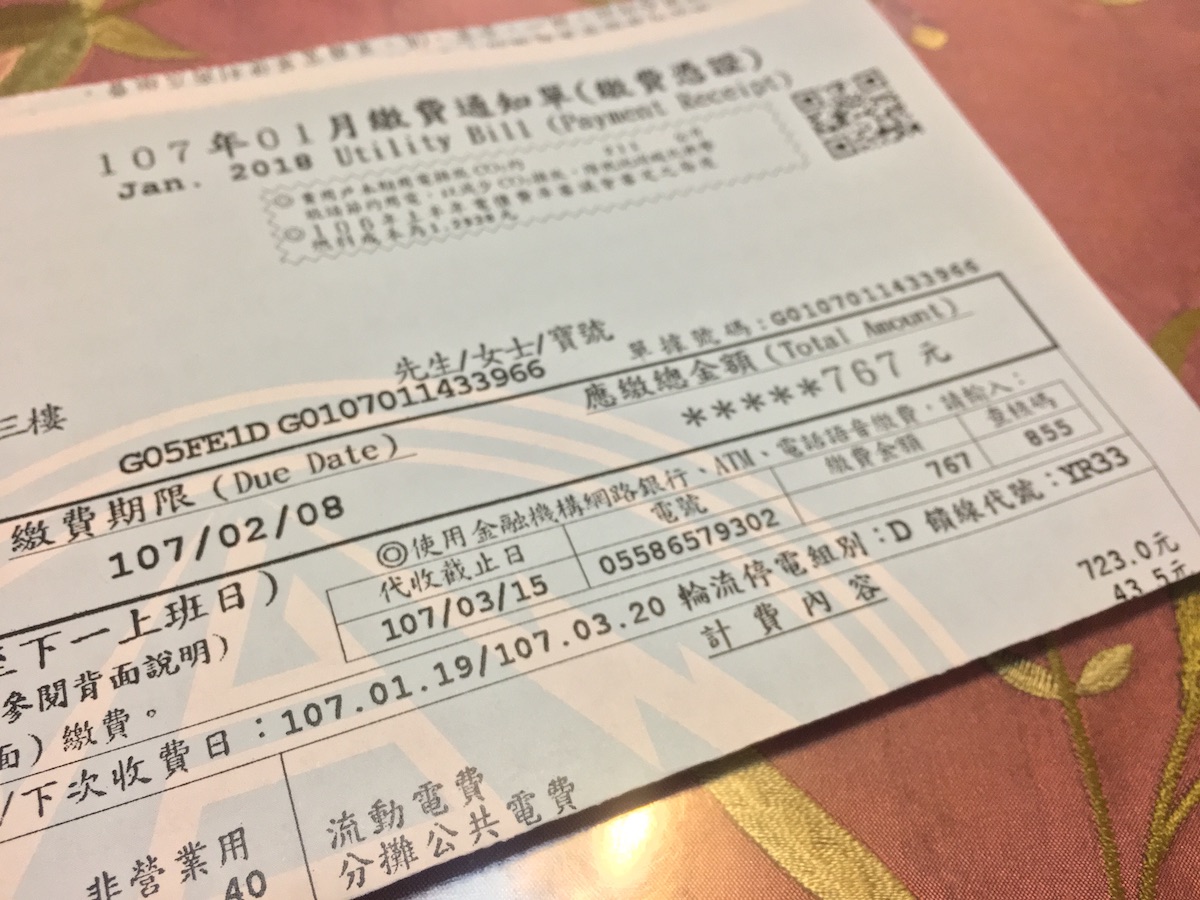 107年01月繳費通知單(繳費憑証)
Jan. 2018 Utility Bill (Payment Receipt)
先生/女士/寶號
單據號碼:G0107011433966
三樓
G05FE1D G0107011433966
應繳總金額(Total Amount)
*****767 元
繳費期限(Due Date)
107/02/08
◎使用金融機構網路銀行、ATM、電話語音繳費,請輸入:
代收截止日 電號 繳費金額 查核碼
107/03/15 05586579302 767 855
至下一上班日)
參閱背面說明)
面)繳費。
/下次收費日:107.01.19/107.03.20 輪流停電組別:D 饋線代號:YR33
計費內容
非營業用
40
流動電費 723.0元
分攤公共電費 43.5元